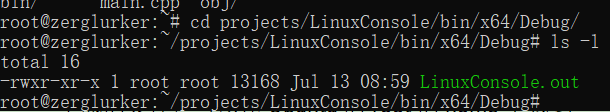 bin/ main.cpp obj/
root@zerglurker:~# cd projects/LinuxConsole/bin/x64/Debug/
root@zerglurker:~/projects/LinuxConsole/bin/x64/Debug# ls -l
total 16
-rwxr-xr-x 1 root root 13168 Jul 13 08:59 LinuxConsole.out
root@zerglurker:~/projects/LinuxConsole/bin/x64/Debug#